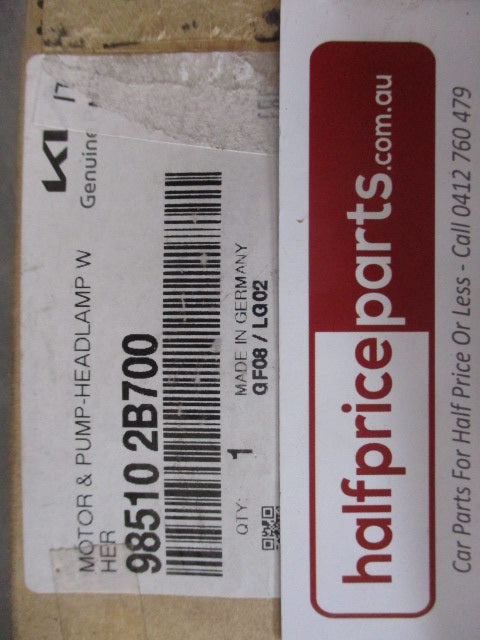 KI
Genuine
MOTOR & PUMP-HEADLAMP W
HER
98510 2B700
QTY: 1
MADE IN GERMANY
GF08 / LG02
halfpriceparts.com.au
Car Parts For Half Price Or Less - Call 0412 760 479